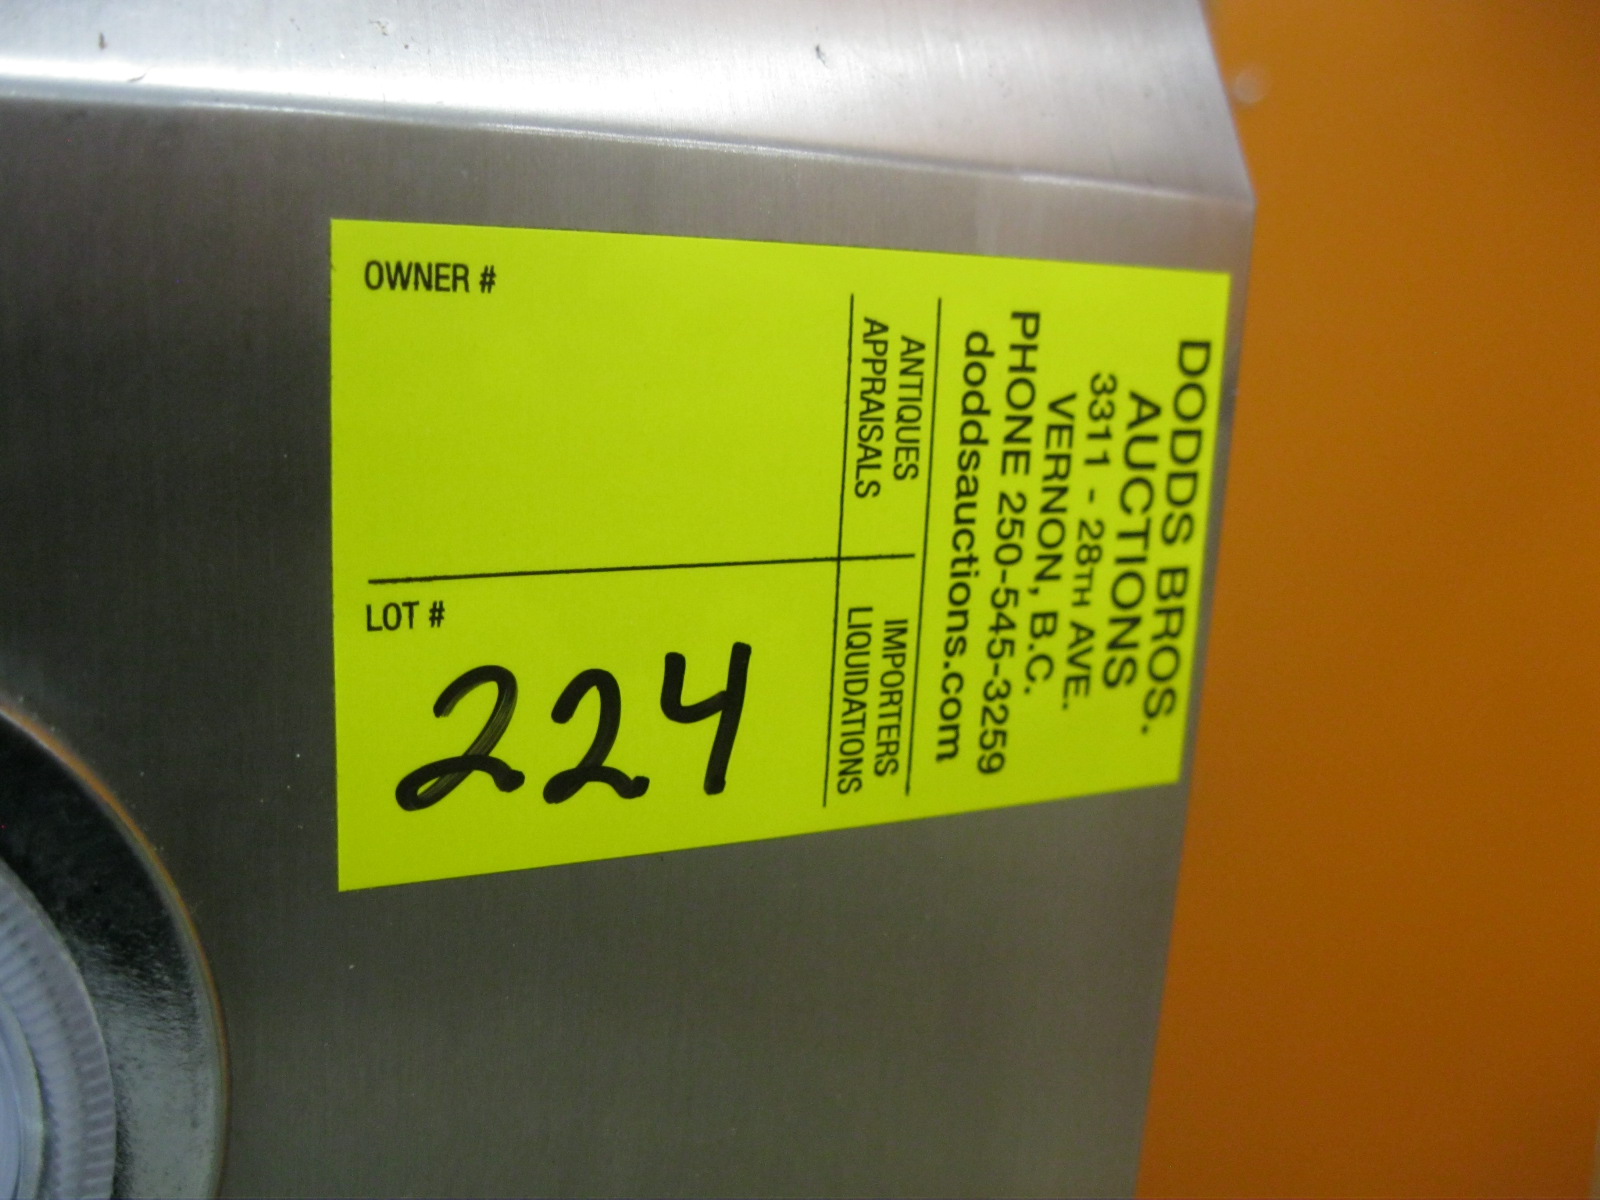 DODDS BROS.
AUCTIONS
3311 - 28TH AVE.
VERNON, B.C.
PHONE 250-545-3259
doddsauctions.com
ANTIQUES
APPRAISALS
IMPORTERS
LIQUIDATIONS
OWNER #
LOT #
224